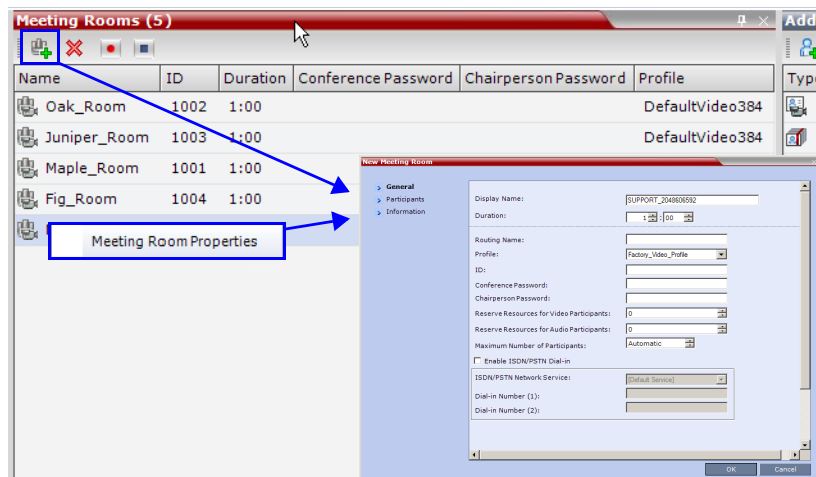 Meeting Rooms (5)
Name ID Duration Conference Password Chairperson Password Profile
Oak_Room 1002 1:00 DefaultVideo384
Juniper_Room 1003 1:00 DefaultVideo384
Maple_Room 1001 1:00
Fig_Room 1004 1:00
Meeting Room Properties
Add
Typ
New Meeting Room
General
Participants
Information
Display Name: SUPPORT_2048606592
Duration: 1 : 00
Routing Name:
Profile: Factory_Video_Profile
ID:
Conference Password:
Chairperson Password:
Reserve Resources for Video Participants: 0
Reserve Resources for Audio Participants: 0
Maximum Number of Participants: Automatic
Enable ISDN/PSTN Dial-in
ISDN/PSTN Network Service: [Default Service]
Dial-in Number (1):
Dial-in Number (2):
OK Cancel